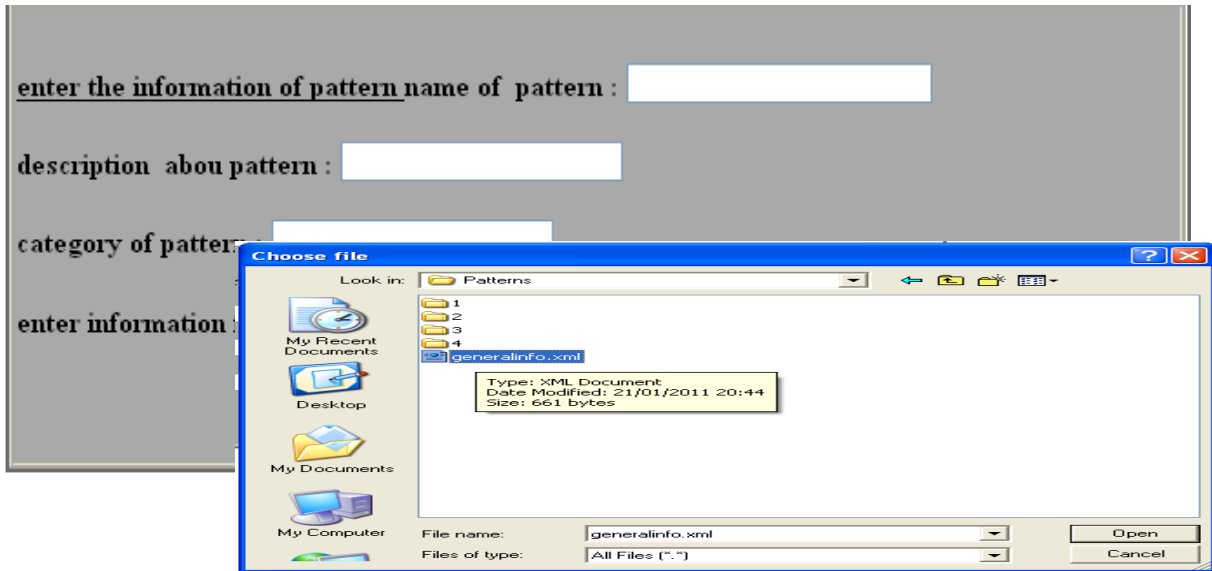 enter the information of pattern name of pattern :
description abou pattern :
category of pattern :
enter information
Choose file
Look in: Patterns
1
2
3
4
generalinfo.xml
Type: XML Document
Date Modified: 21/01/2011 20:44
Size: 661 bytes
My Recent
Documents
Desktop
My Documents
My Computer
File name: generalinfo.xml Open
Files of type: All Files (*.*) Cancel